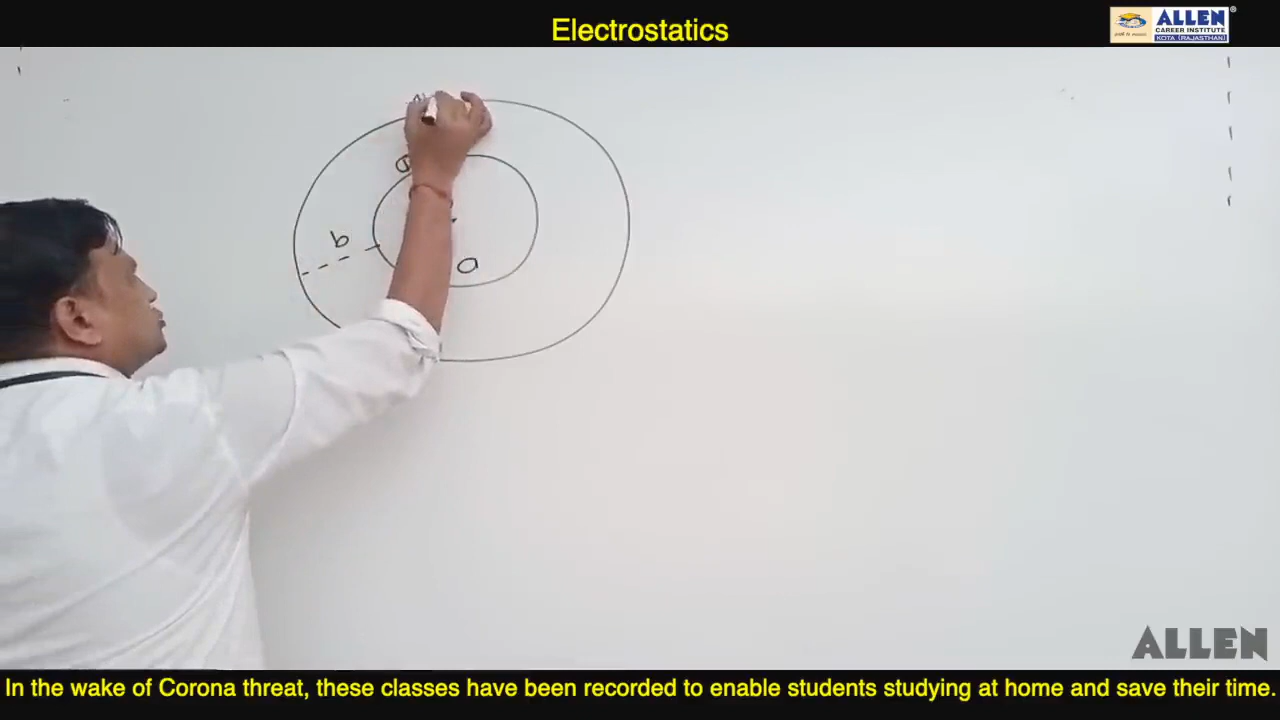 Electrostatics
ALLEN
CAREER INSTITUTE
KOTA (RAJASTHAN)
b
a
ALLEN
In the wake of Corona threat, these classes have been recorded to enable students studying at home and save their time.